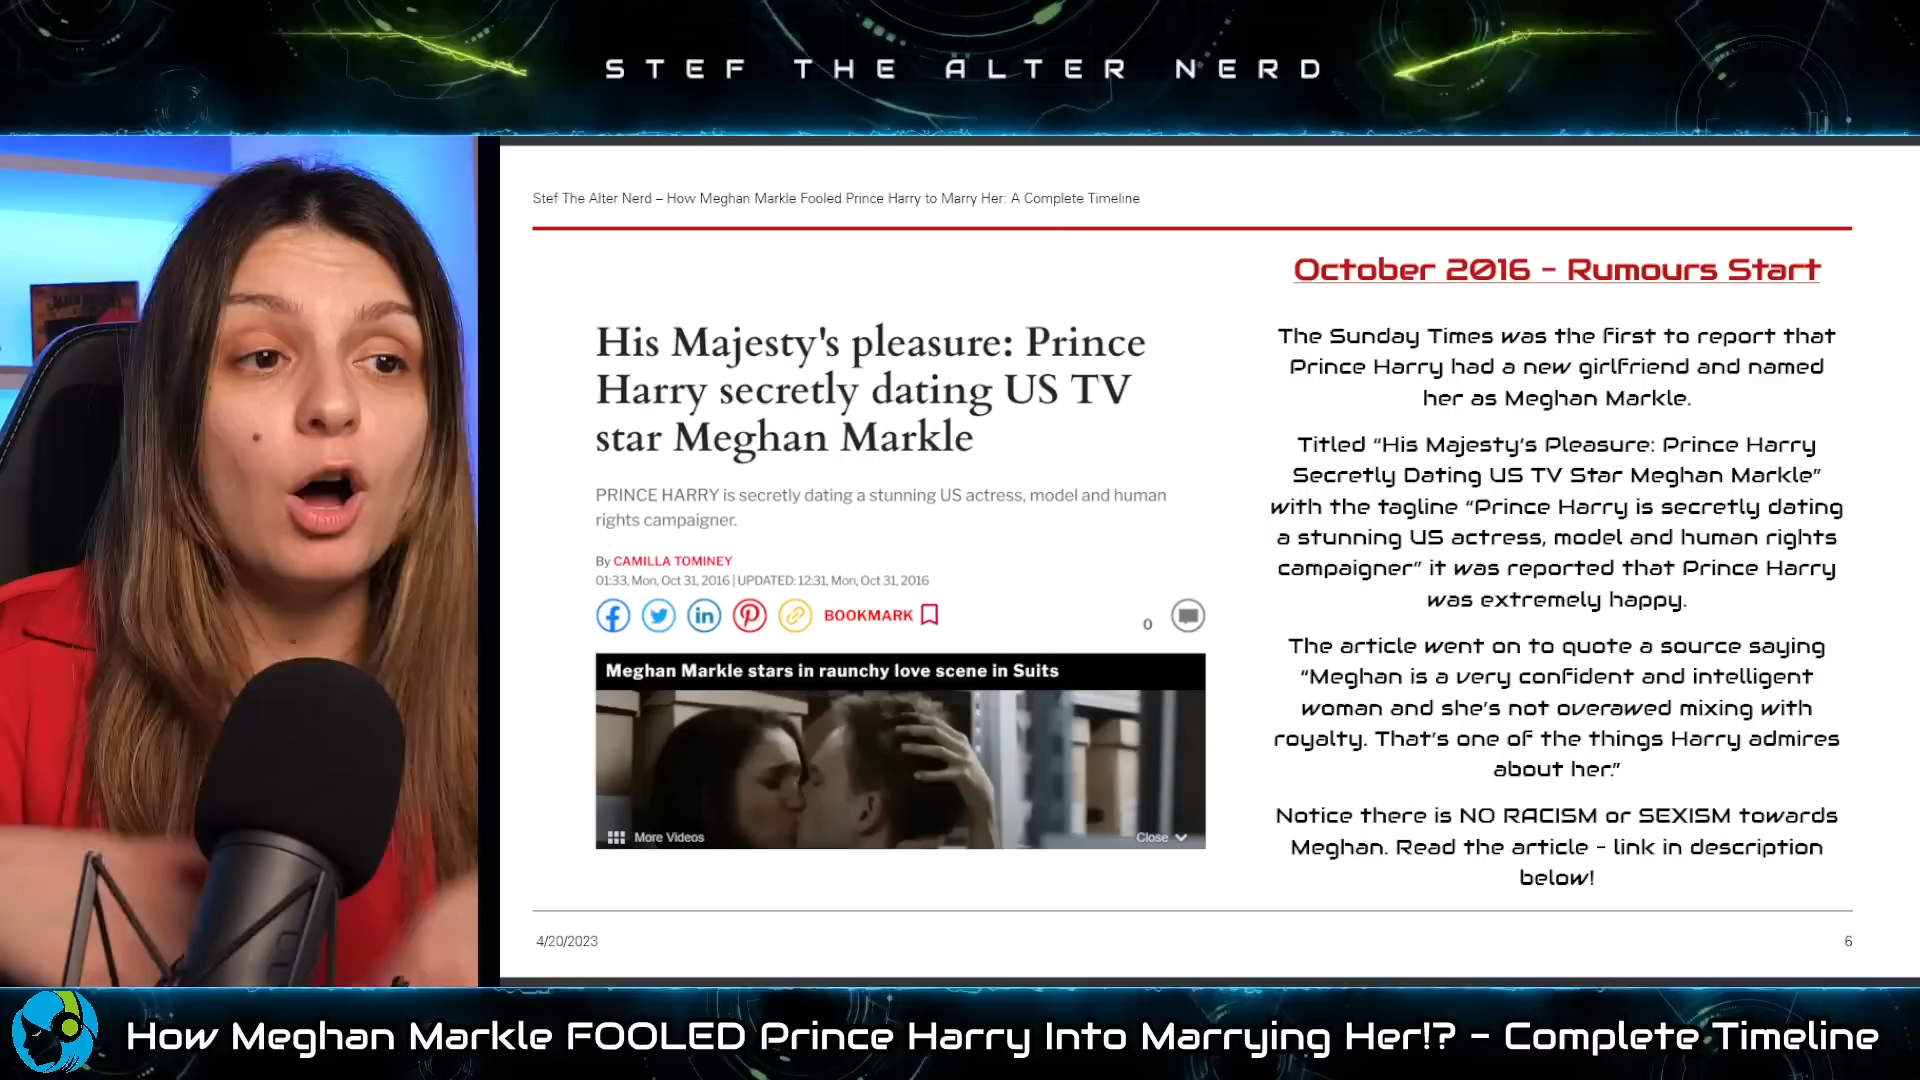 STEF THE ALTER NERD
Stef The Alter Nerd – How Meghan Markle Fooled Prince Harry to Marry Her: A Complete Timeline
His Majesty's pleasure: Prince
Harry secretly dating US TV
star Meghan Markle
PRINCE HARRY is secretly dating a stunning US actress, model and human
rights campaigner.
By CAMILLA TOMINEY
01:33, Mon, Oct 31, 2016 | UPDATED: 12:31, Mon, Oct 31, 2016
BOOKMARK
0
Meghan Markle stars in raunchy love scene in Suits
More Videos
Close
October 2016 - Rumours Start
The Sunday Times was the first to report that
Prince Harry had a new girlfriend and named
her as Meghan Markle.
Titled “His Majesty’s Pleasure: Prince Harry
Secretly Dating US TV Star Meghan Markle”
with the tagline “Prince Harry is secretly dating
a stunning US actress, model and human rights
campaigner” it was reported that Prince Harry
was extremely happy.
The article went on to quote a source saying
“Meghan is a very confident and intelligent
woman and she’s not overawed mixing with
royalty. That’s one of the things Harry admires
about her.”
Notice there is NO RACISM or SEXISM towards
Meghan. Read the article - link in description
below!
4/20/2023
6
How Meghan Markle FOOLED Prince Harry Into Marrying Her!? - Complete Timeline